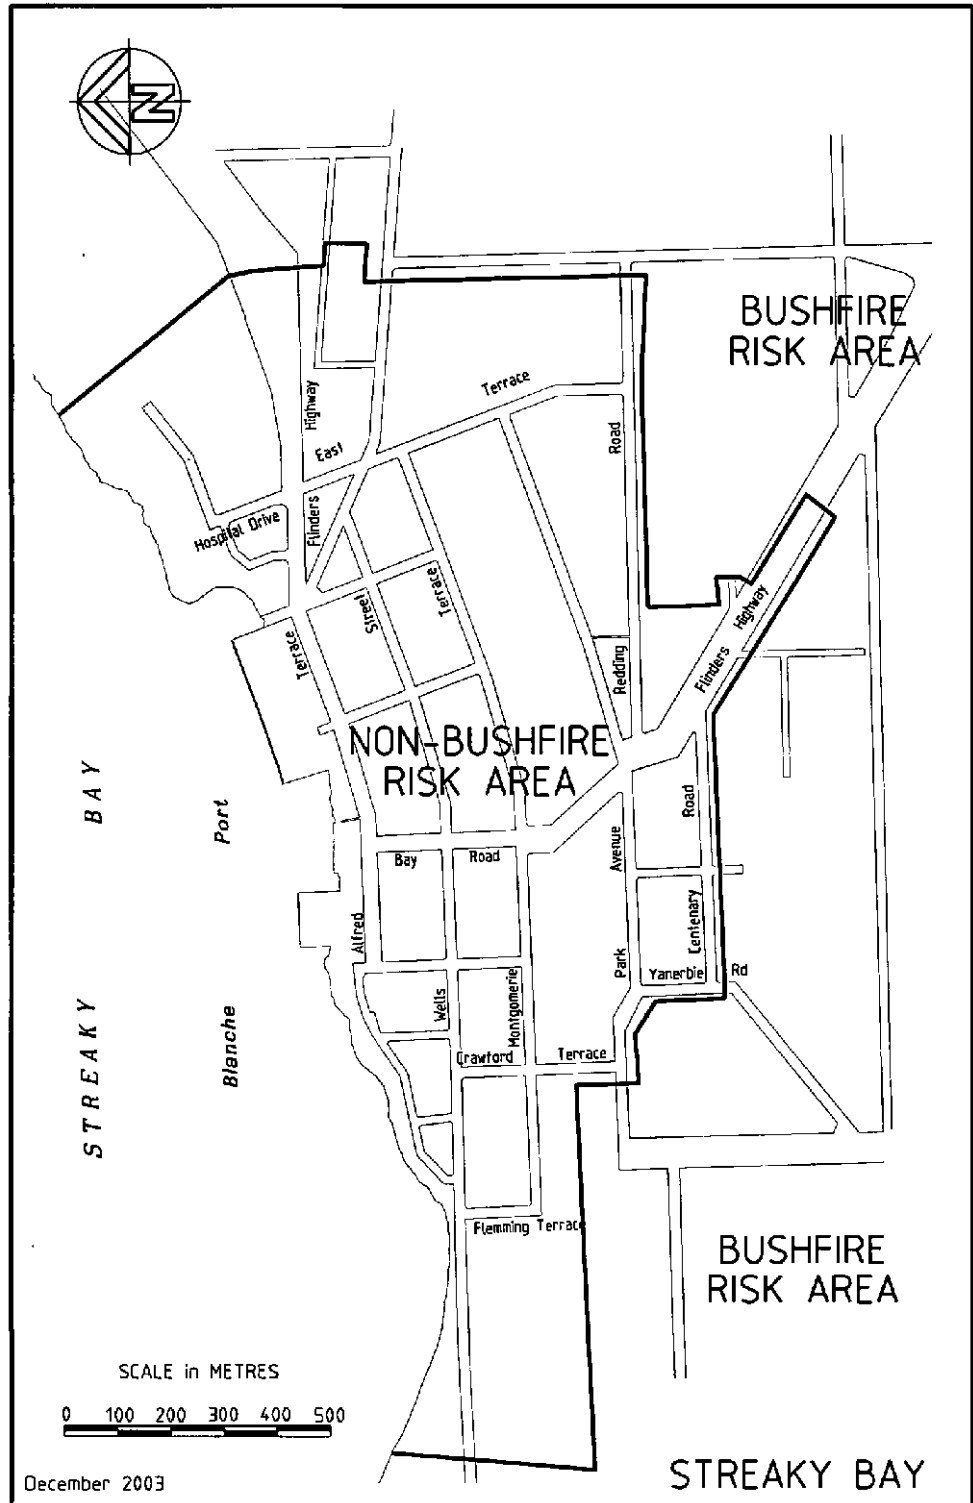 N
BUSHFIRE
RISK AREA
Terrace
Highway
East
Road
Flinders
Hospital Drive
Street
Terrace
Terrace
Highway
Flinders
Redding
NON-BUSHFIRE
RISK AREA
STREAKY BAY
Blanche Port
Road
Avenue
Bay Road
Alfred
Centenary
Park
Yanerbie Rd
Wells
Montgomerie
Crawford Terrace
Flemming Terrace
BUSHFIRE
RISK AREA
SCALE in METRES
0 100 200 300 400 500
December 2003
STREAKY BAY